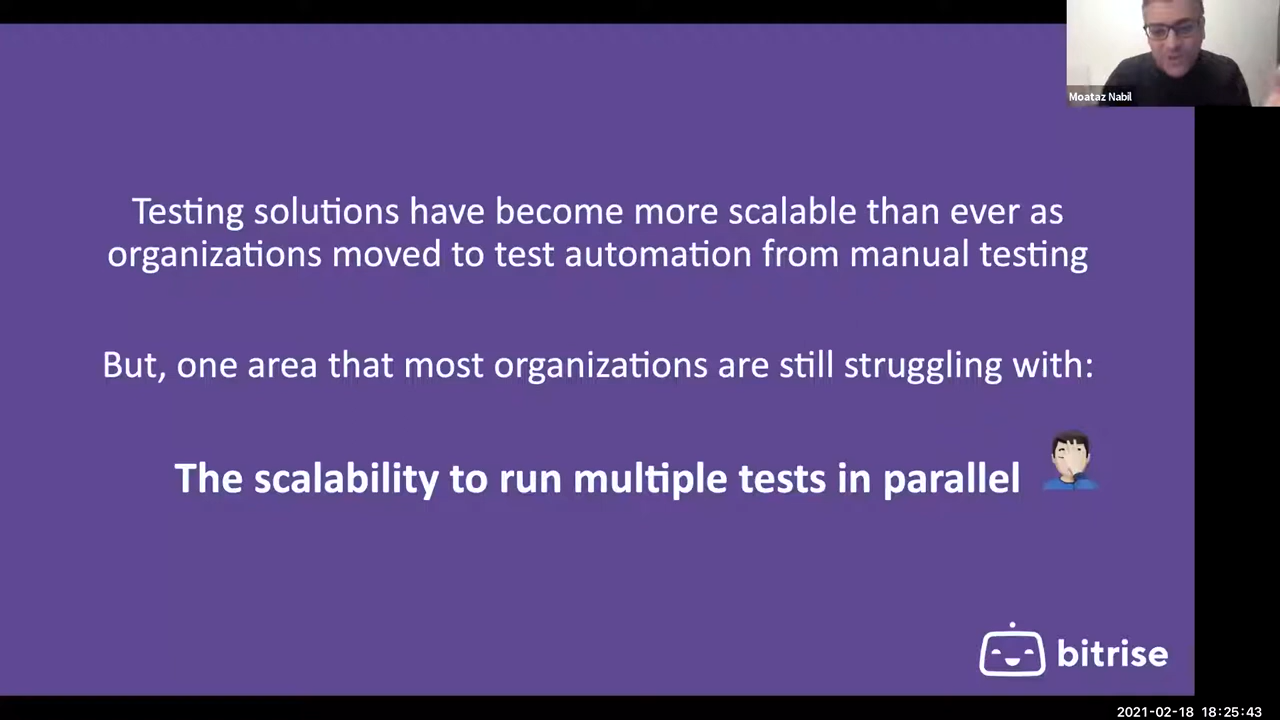 Moataz Nabil
Testing solutions have become more scalable than ever as
organizations moved to test automation from manual testing
But, one area that most organizations are still struggling with:
The scalability to run multiple tests in parallel
bitrise
2021-02-18 18:25:43